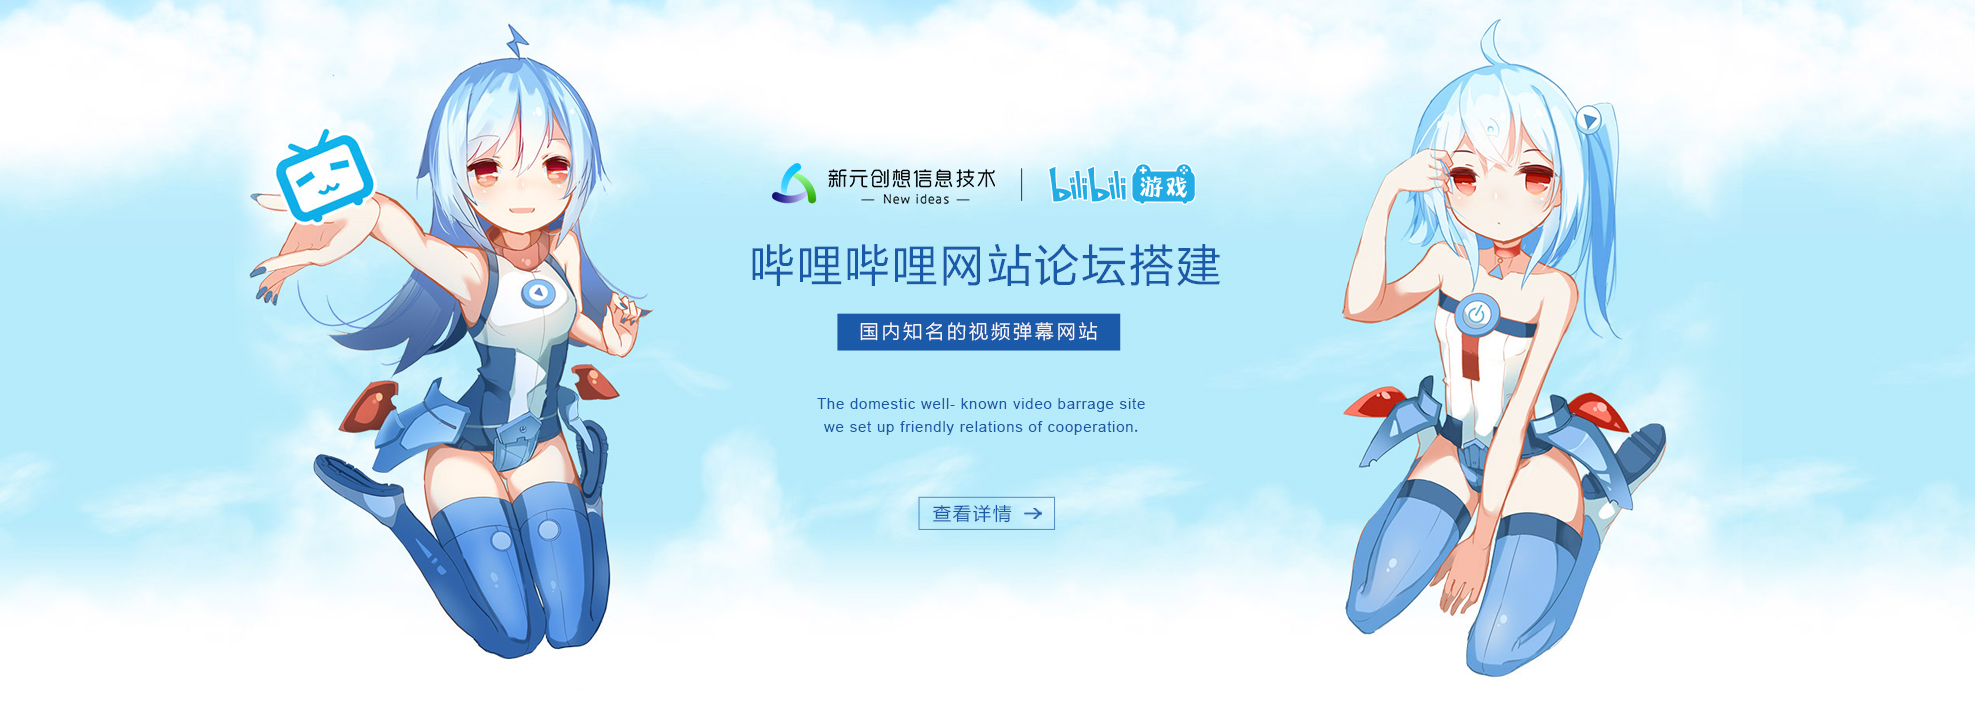 新元创想信息技术
— New ideas —
bilibili 游戏
哔哩哔哩网站论坛搭建
国内知名的视频弹幕网站
The domestic well- known video barrage site
we set up friendly relations of cooperation.
查看详情 →